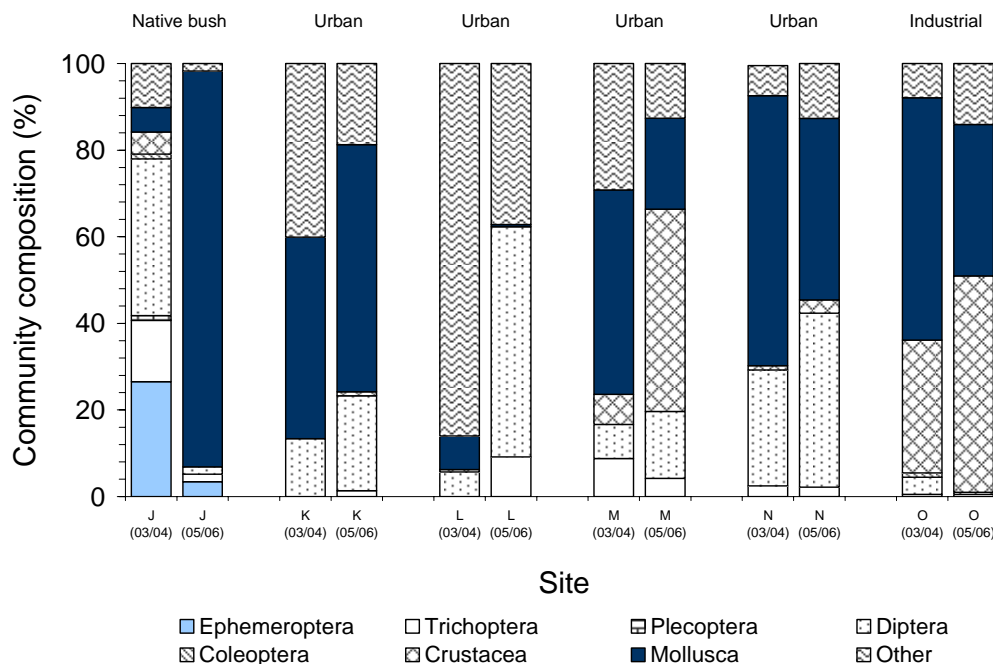 Native bush Urban Urban Urban Urban Industrial
Community composition (%)
100
80
60
40
20
0
J J K K L L M M N N O O
(03/04) (05/06) (03/04) (05/06) (03/04) (05/06) (03/04) (05/06) (03/04) (05/06) (03/04) (05/06)
Site
Ephemeroptera Trichoptera Plecoptera Diptera
Coleoptera Crustacea Mollusca Other